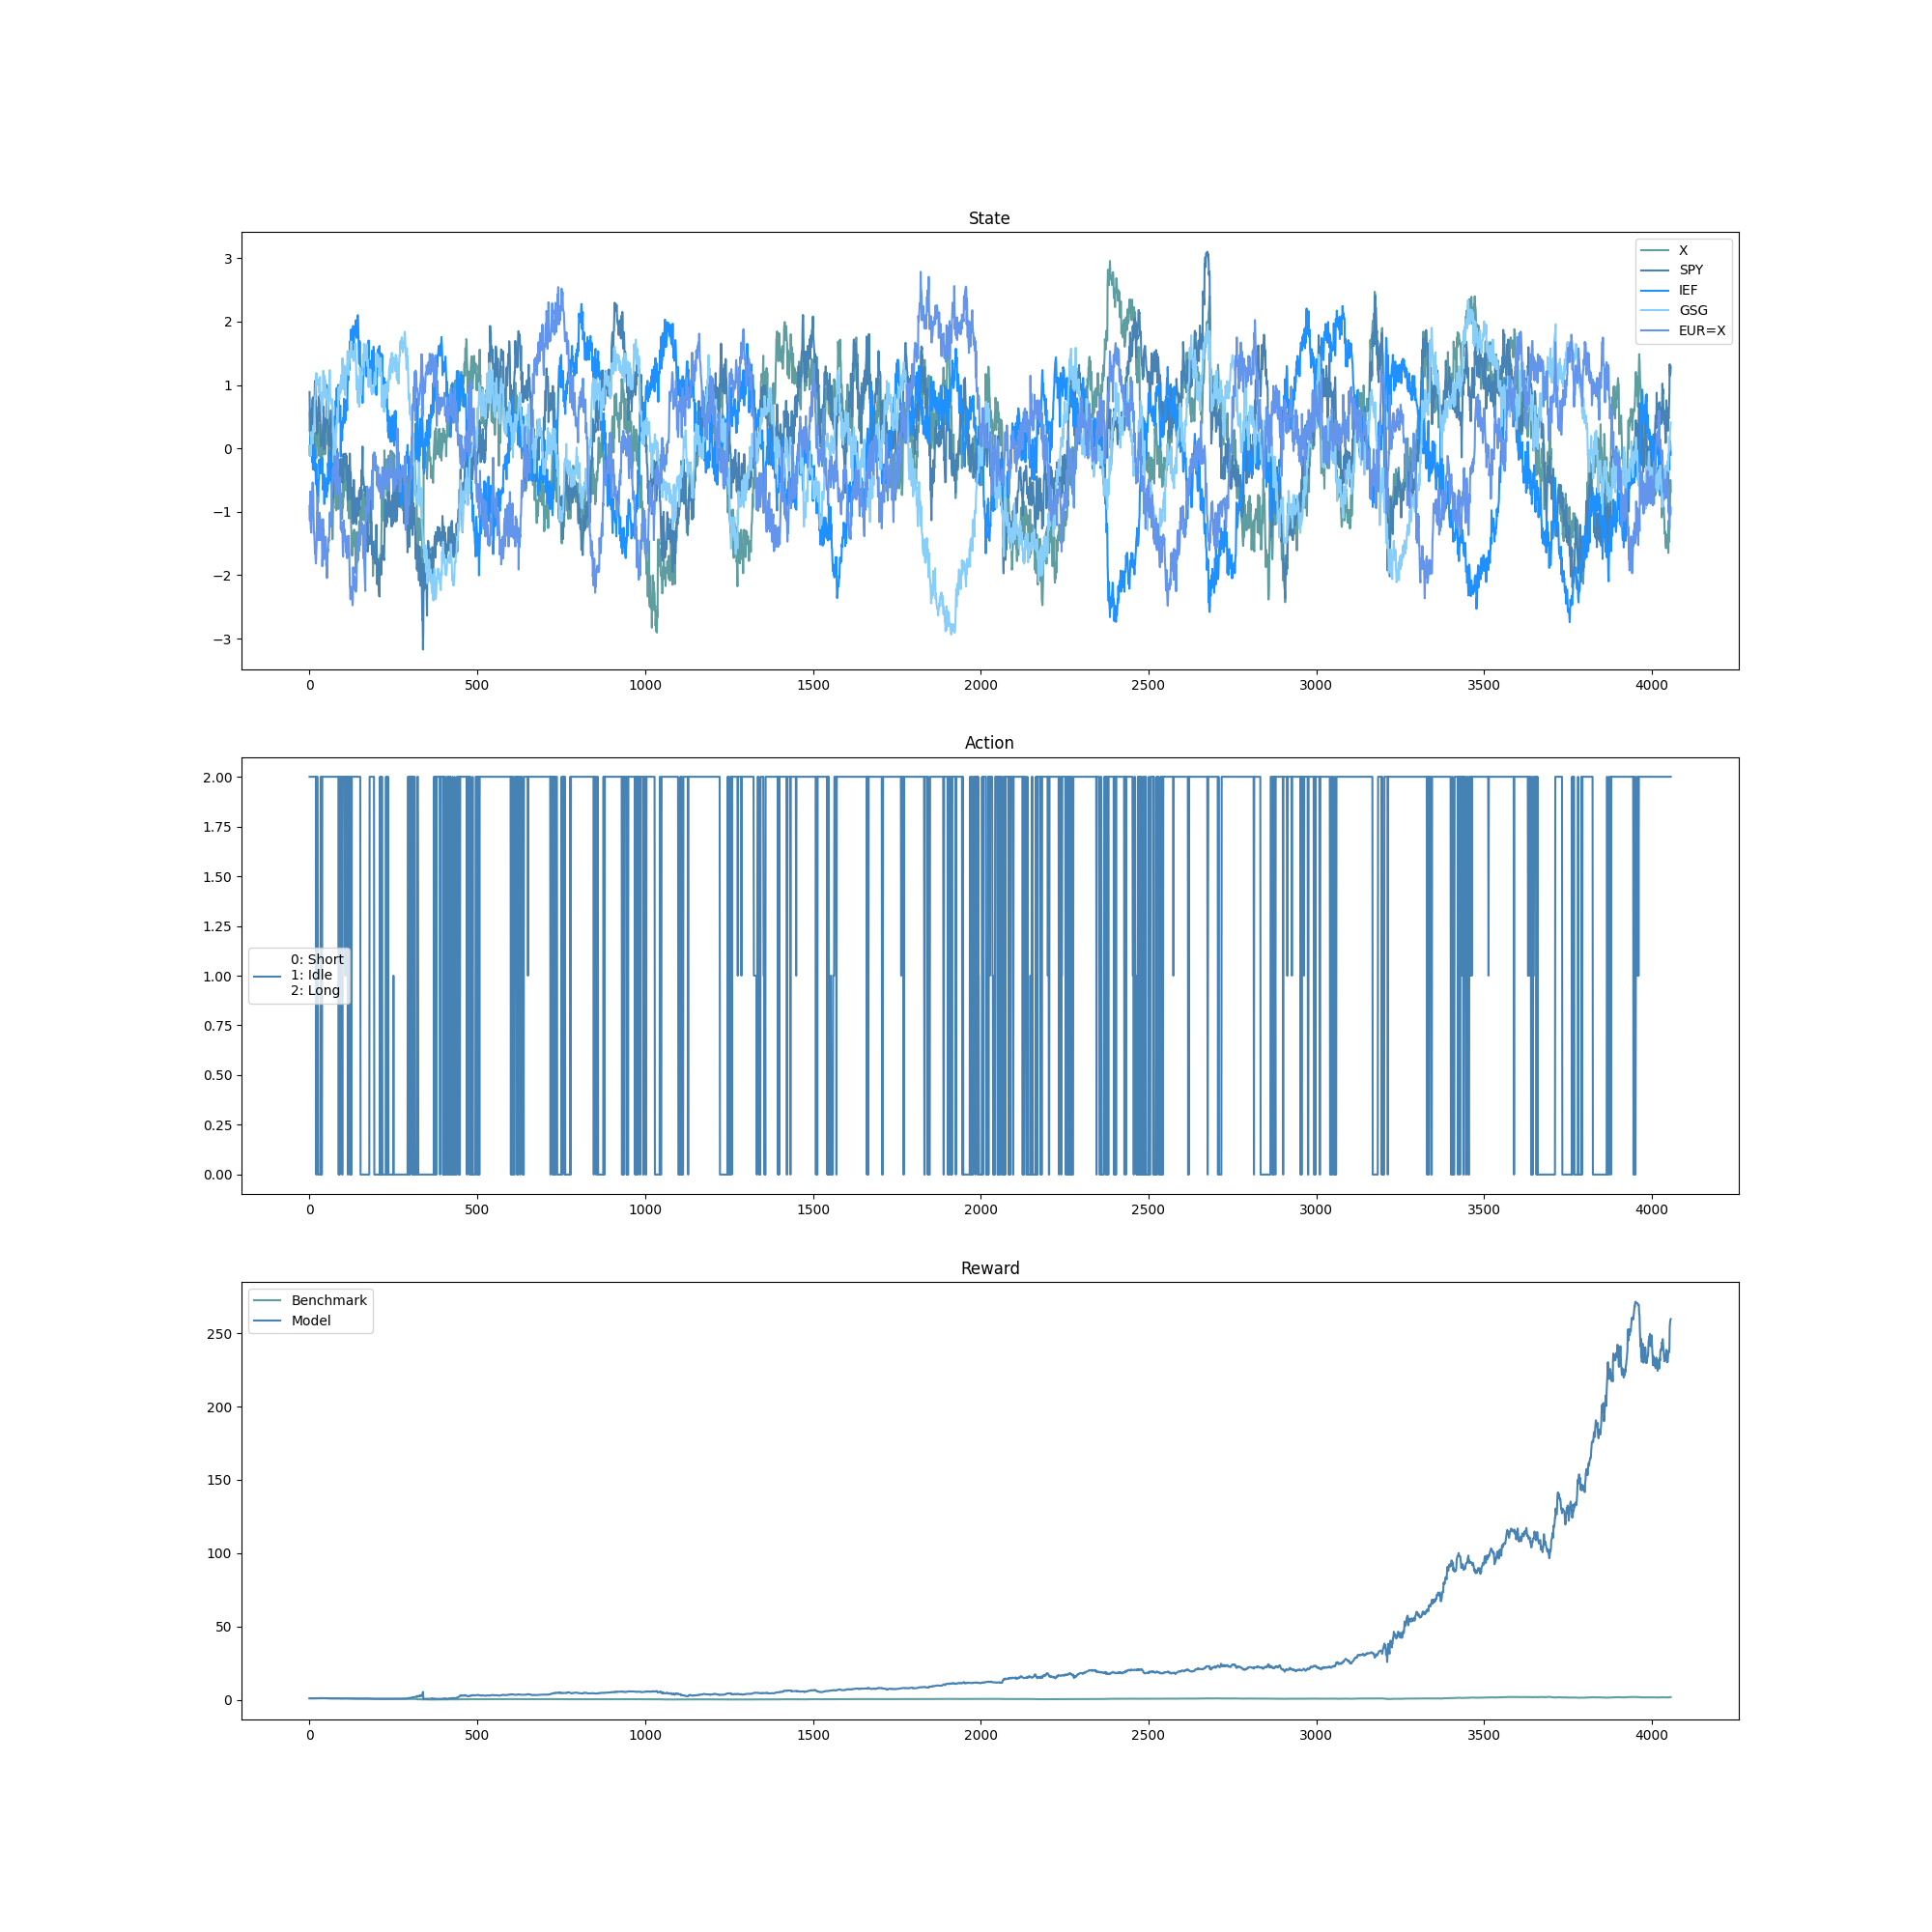 State
3
2
1
0
−1
−2
−3
X
SPY
IEF
GSG
EUR=X
0 500 1000 1500 2000 2500 3000 3500 4000
Action
2.00
1.75
1.50
1.25
1.00
0.75
0.50
0.25
0.00
0: Short
1: Idle
2: Long
0 500 1000 1500 2000 2500 3000 3500 4000
Reward
Benchmark
Model
250
200
150
100
50
0
0 500 1000 1500 2000 2500 3000 3500 4000